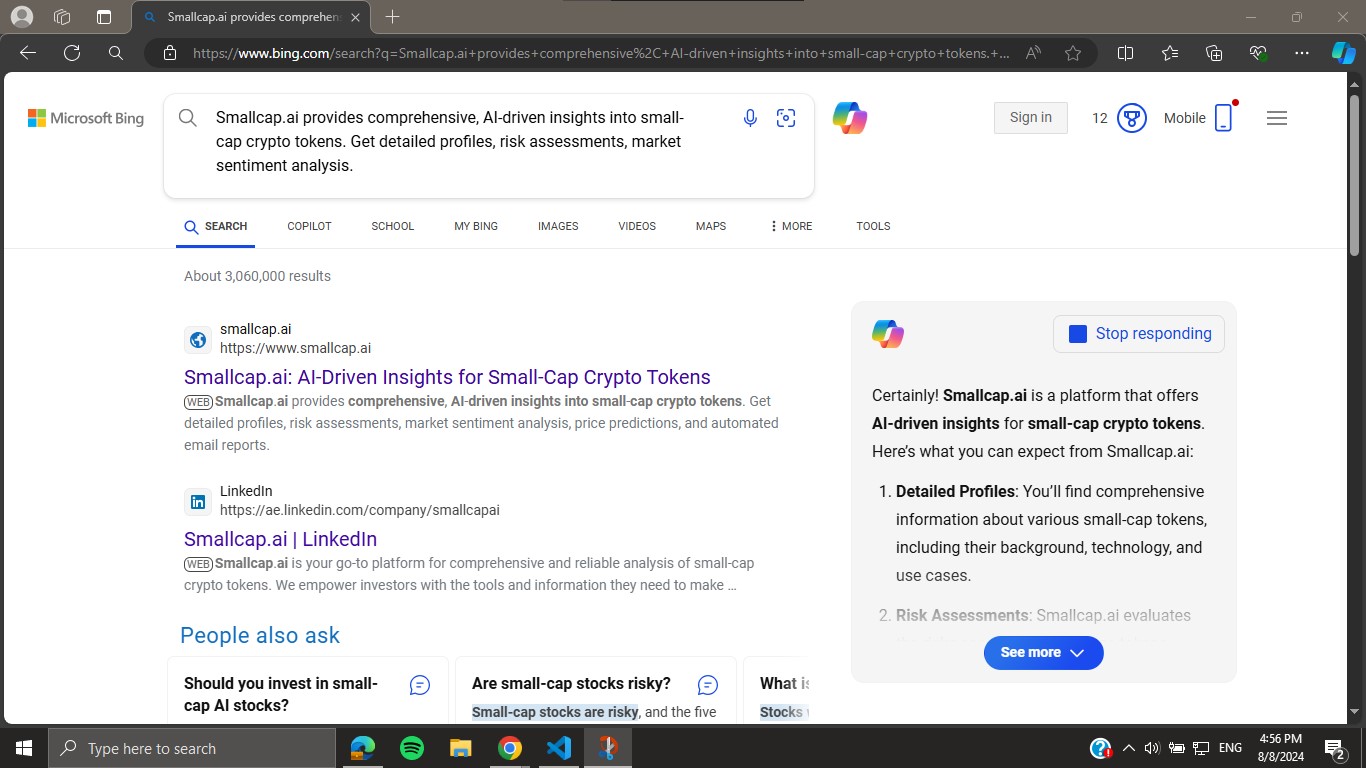 Smallcap.ai provides comprehen
https://www.bing.com/search?q=Smallcap.ai+provides+comprehensive%2C+AI-driven+insights+into+small-cap+crypto+tokens.+...
Microsoft Bing
Smallcap.ai provides comprehensive, AI-driven insights into small-
cap crypto tokens. Get detailed profiles, risk assessments, market
sentiment analysis.
Sign in
12
Mobile
SEARCH
COPILOT
SCHOOL
MY BING
IMAGES
VIDEOS
MAPS
MORE
TOOLS
About 3,060,000 results
smallcap.ai
https://www.smallcap.ai
Smallcap.ai: AI-Driven Insights for Small-Cap Crypto Tokens
WEB Smallcap.ai provides comprehensive, AI-driven insights into small-cap crypto tokens. Get
detailed profiles, risk assessments, market sentiment analysis, price predictions, and automated
email reports.
LinkedIn
https://ae.linkedin.com/company/smallcapai
Smallcap.ai | LinkedIn
WEB Smallcap.ai is your go-to platform for comprehensive and reliable analysis of small-cap
crypto tokens. We empower investors with the tools and information they need to make ...
People also ask
Should you invest in small-
cap AI stocks?
Are small-cap stocks risky?
Small-cap stocks are risky, and the five
What is
Stocks
Stop responding
Certainly! Smallcap.ai is a platform that offers
AI-driven insights for small-cap crypto tokens.
Here's what you can expect from Smallcap.ai:
1. Detailed Profiles: You'll find comprehensive
information about various small-cap tokens,
including their background, technology, and
use cases.
2. Risk Assessments: Smallcap.ai evaluates
See more
Type here to search
ENG
4:56 PM
8/8/2024
2